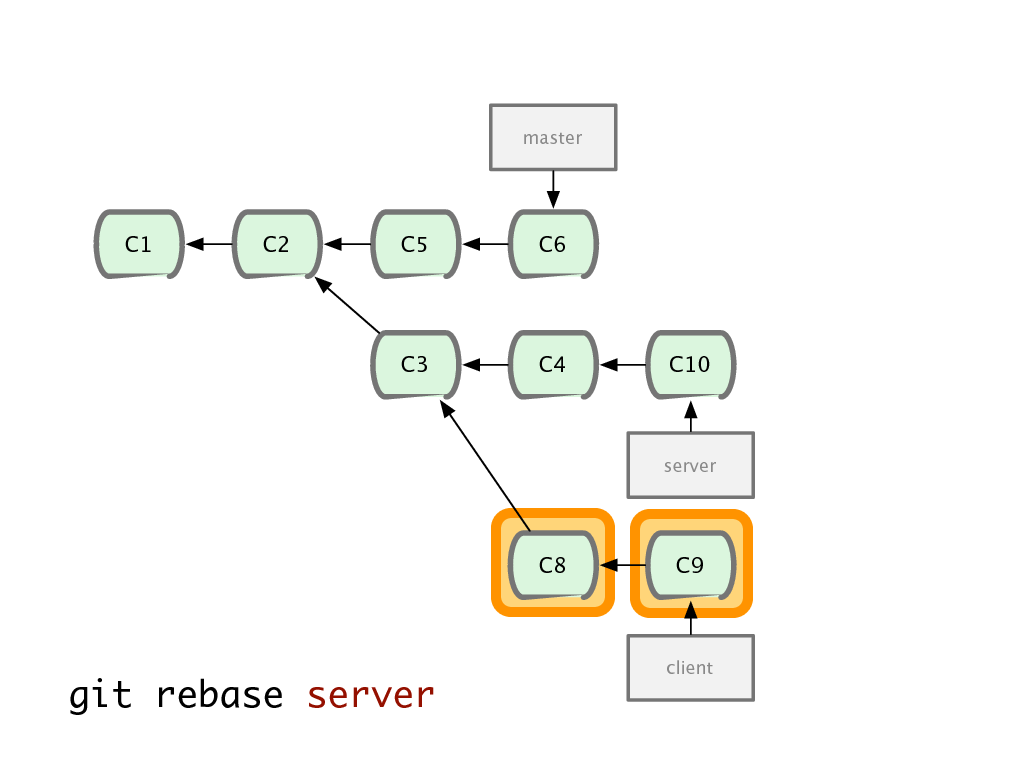 master
C1 C2 C5 C6
C3 C4 C10
server
C8 C9
client
git rebase server